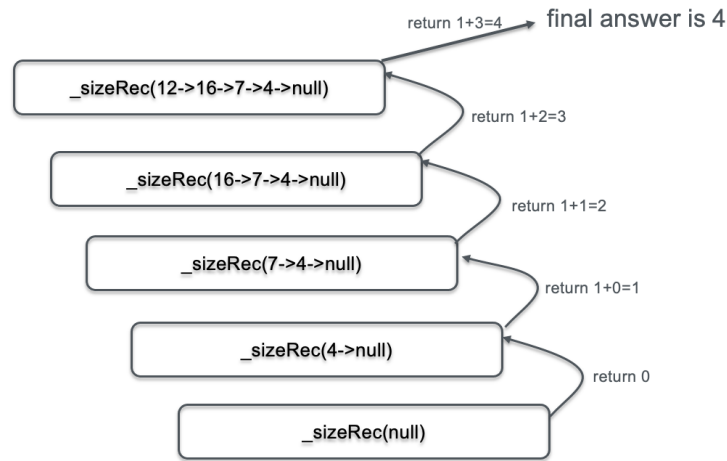 return 1+3=4
final answer is 4
_sizeRec(12->16->7->4->null)
return 1+2=3
_sizeRec(16->7->4->null)
return 1+1=2
_sizeRec(7->4->null)
return 1+0=1
_sizeRec(4->null)
return 0
_sizeRec(null)